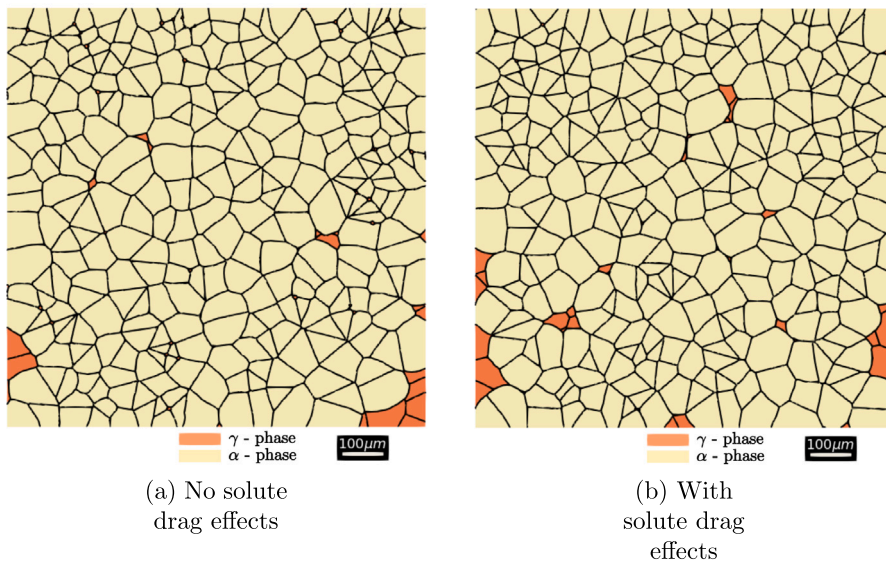 γ - phase
α - phase
100μm
(a) No solute
drag effects
γ - phase
α - phase
100μm
(b) With
solute drag
effects